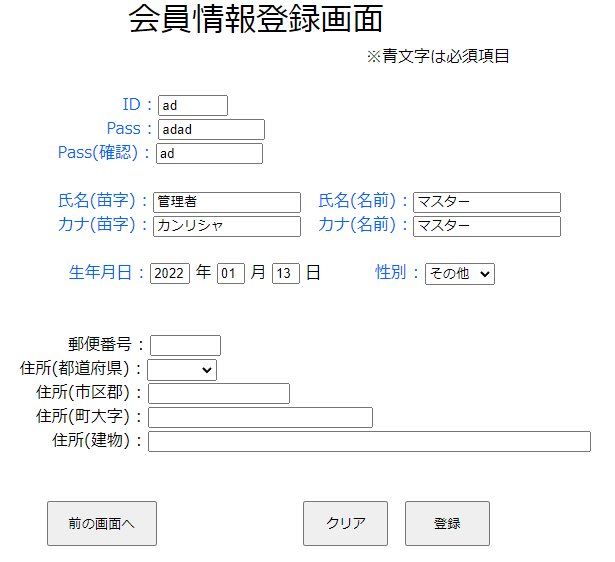 会員情報登録画面
※青文字は必須項目
ID： ad
Pass： adad
Pass(確認)： ad
氏名(苗字)： 管理者 氏名(名前)： マスター
カナ(苗字)： カンリシャ カナ(名前)： マスター
生年月日： 2022 年 01 月 13 日 性別： その他
郵便番号：
住所(都道府県)：
住所(市区郡)：
住所(町大字)：
住所(建物)：
前の画面へ クリア 登録